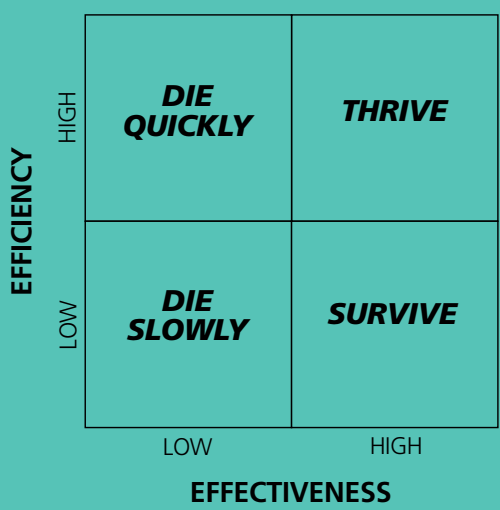 EFFICIENCY
HIGH
DIE
QUICKLY
THRIVE
LOW
DIE
SLOWLY
SURVIVE
LOW
HIGH
EFFECTIVENESS